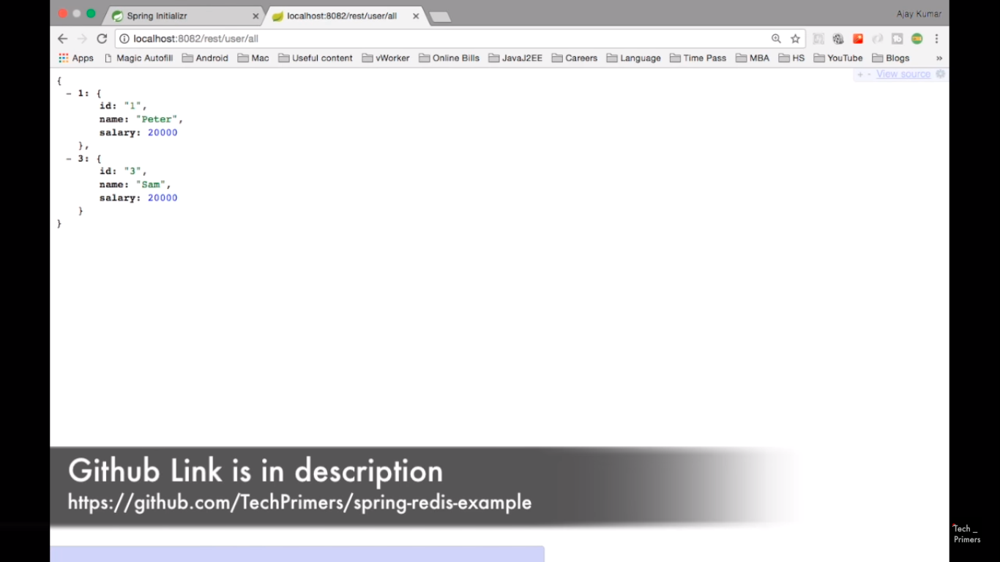 Spring Initializr
localhost:8082/rest/user/all
Ajay Kumar
localhost:8082/rest/user/all
Apps Magic Autofill Android Mac Useful content vWorker Online Bills JavaJ2EE Careers Language Time Pass MBA HS YouTube Blogs »
+ - View source
{
- 1: {
id: "1",
name: "Peter",
salary: 20000
},
- 3: {
id: "3",
name: "Sam",
salary: 20000
}
}
Github Link is in description
https://github.com/TechPrimers/spring-redis-example
Tech _
Primers